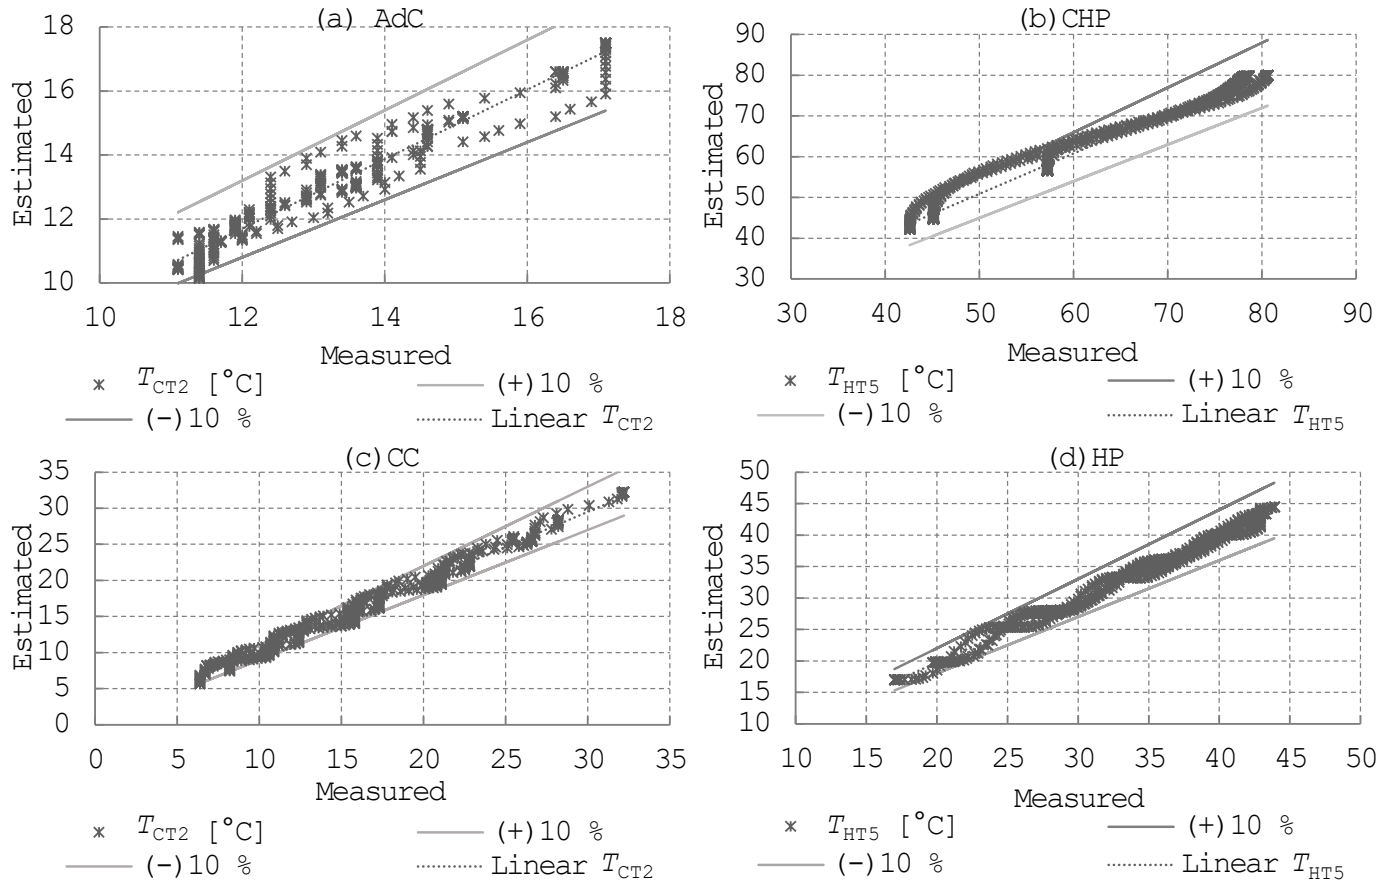 (a) AdC
18
16
14
12
10
Estimated
10 12 14 16 18
Measured
T_CT2 [°C] (+)10 %
(−)10 % Linear T_CT2
(b)CHP
90
80
70
60
50
40
30
Estimated
30 40 50 60 70 80 90
Measured
T_HT5 [°C] (+)10 %
(−)10 % Linear T_HT5
(c)CC
35
30
25
20
15
10
5
0
Estimated
0 5 10 15 20 25 30 35
Measured
T_CT2 [°C] (+)10 %
(−)10 % Linear T_CT2
(d)HP
50
45
40
35
30
25
20
15
10
Estimated
10 15 20 25 30 35 40 45 50
Measured
T_HT5 [°C] (+)10 %
(−)10 % Linear T_HT5